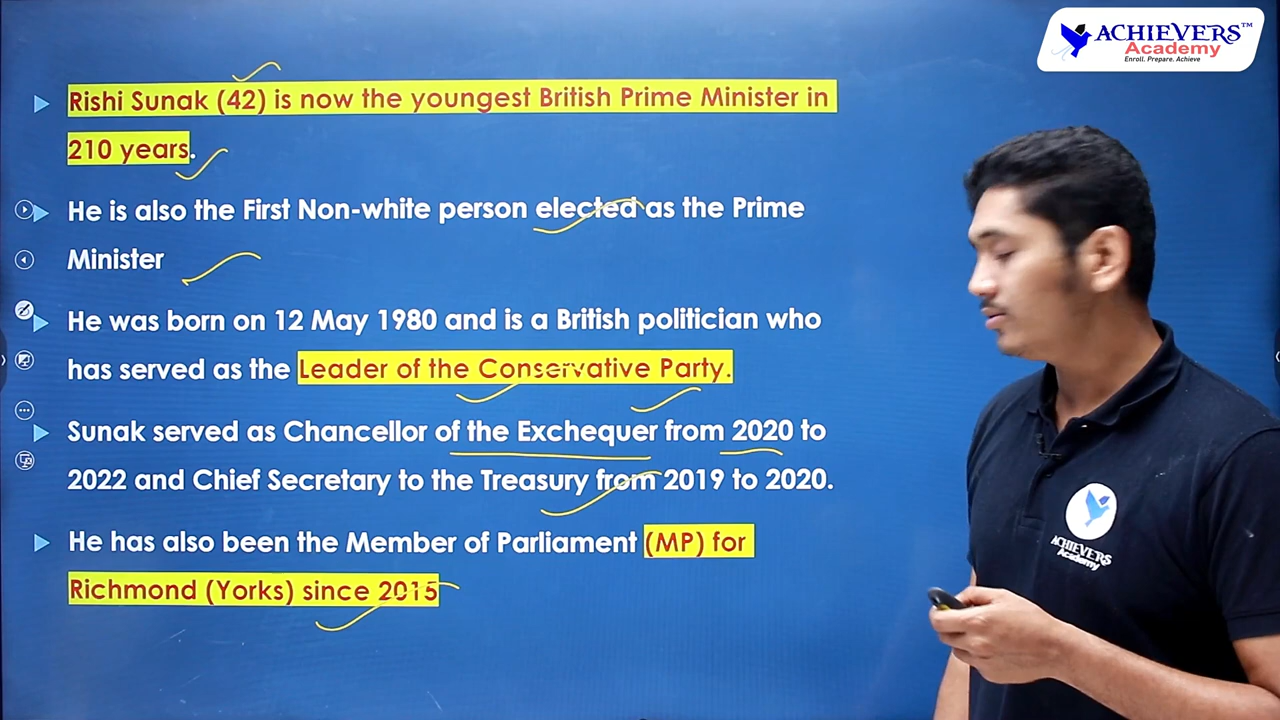 ACHIEVERS™
Academy
Enroll. Prepare. Achieve
Rishi Sunak (42) is now the youngest British Prime Minister in
210 years.
He is also the First Non-white person elected as the Prime
Minister
He was born on 12 May 1980 and is a British politician who
has served as the Leader of the Conservative Party.
Sunak served as Chancellor of the Exchequer from 2020 to
2022 and Chief Secretary to the Treasury from 2019 to 2020.
He has also been the Member of Parliament (MP) for
Richmond (Yorks) since 2015
ACHIEVERS
Academy